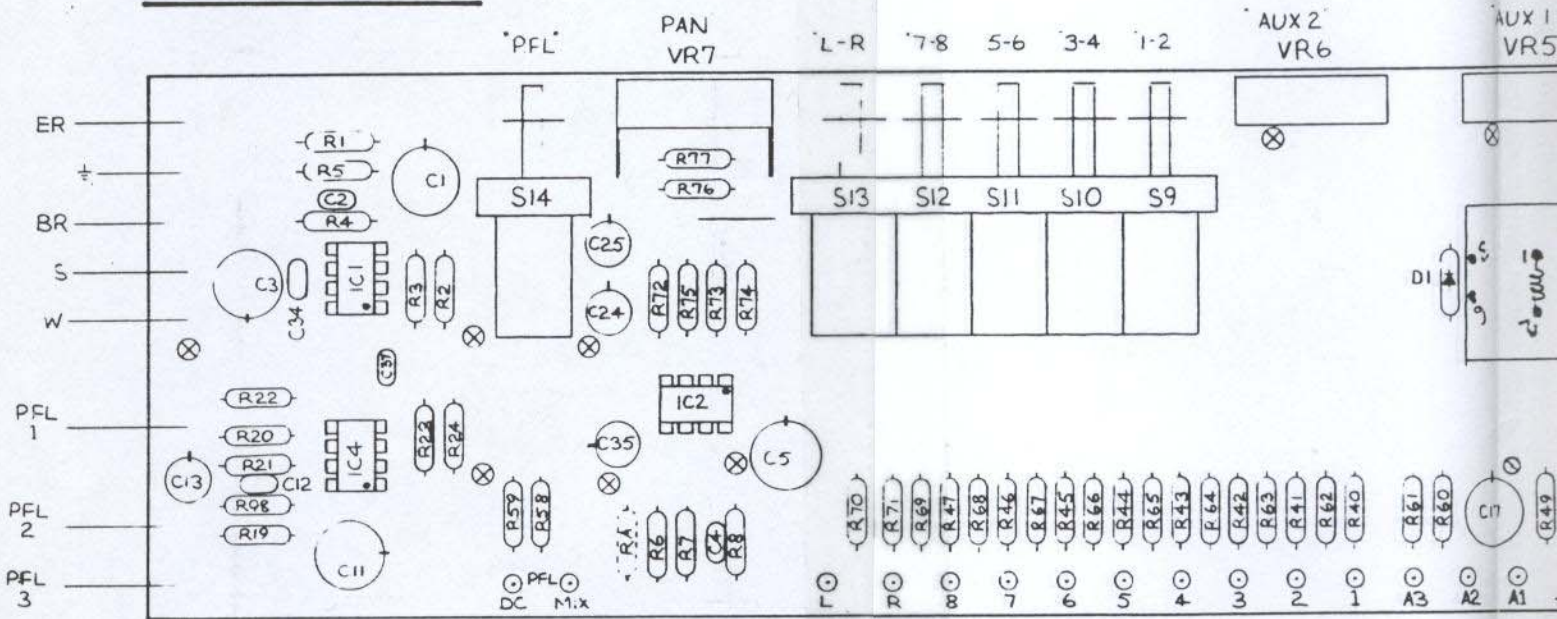 "PFL"
PAN
VR7
"L-R
"7-8
5-6
"3-4
"1-2
"AUX 2"
VR6
"AUX 1
VR5
ER
⏚
BR
S
W
PFL
1
PFL
2
PFL
3
R1
R5
C2
R4
C1
C3
C34
IC1
R3
R2
S14
C25
C24
R77
R76
R72
R75
R73
R74
S13
S12
S11
S10
S9
D1
C37
R22
R20
R21
C12
R98
R19
C13
IC4
R23
R24
C11
R59
R58
C35
IC2
C5
RA
R6
R7
C4
R8
R70
R71
R69
R47
R68
R46
R67
R45
R66
R44
R65
R43
R64
R42
R63
R41
R62
R40
R61
R60
C17
R49
DC
PFL
Mix
L
R
8
7
6
5
4
3
2
1
A3
A2
A1